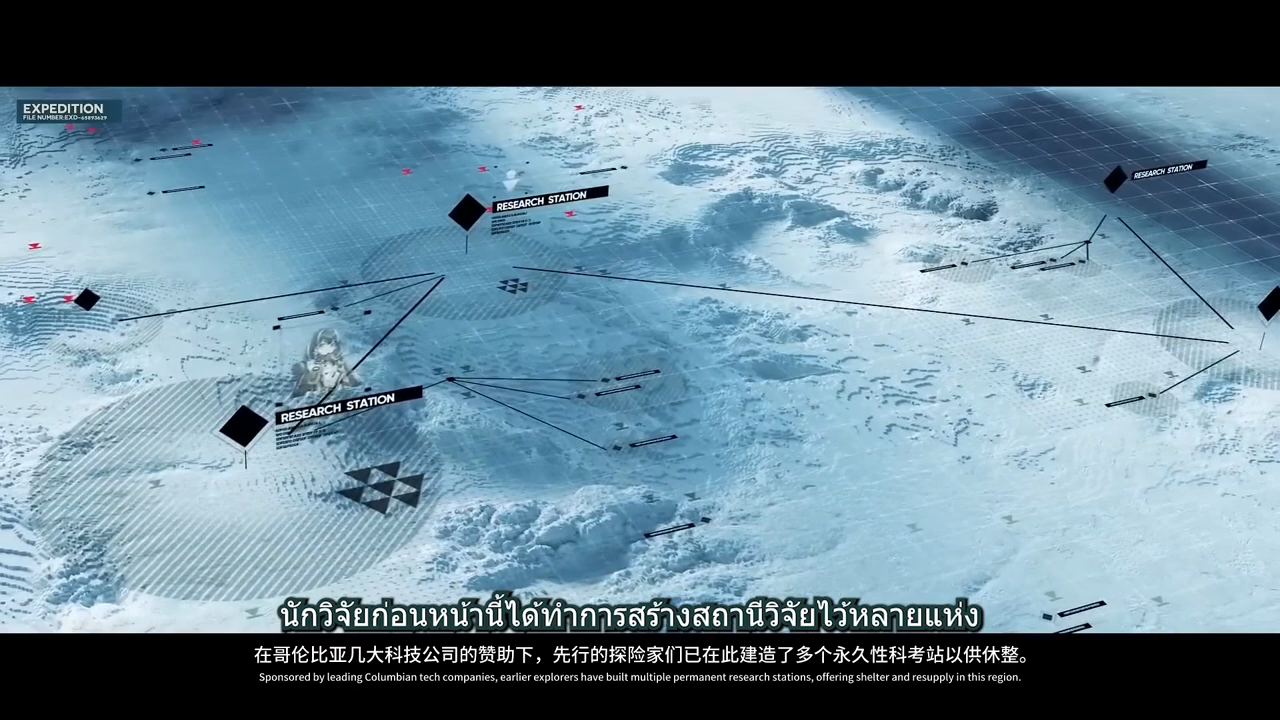 EXPEDITION
FILE NUMBER:EXD-65893629
RESEARCH STATION
RESEARCH STATION
RESEARCH STATION
นักวิจัยก่อนหน้านี้ได้ทำการสร้างสถานีวิจัยไว้หลายแห่ง
在哥伦比亚几大科技公司的赞助下，先行的探险家们已在此建造了多个永久性科考站以供休整。
Sponsored by leading Columbian tech companies, earlier explorers have built multiple permanent research stations, offering shelter and resupply in this region.